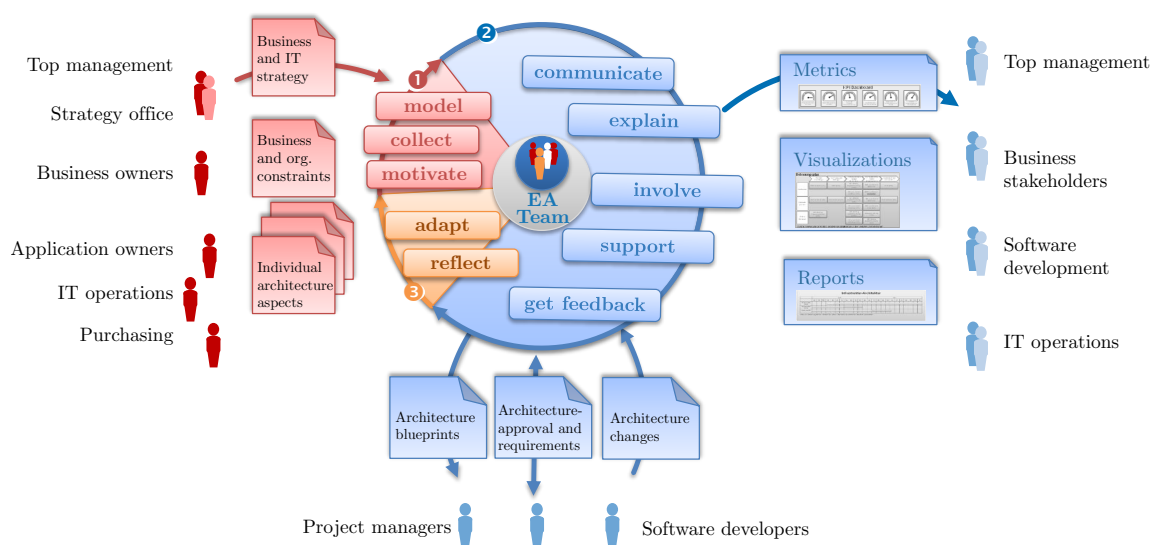 Top management
Strategy office
Business owners
Application owners
IT operations
Purchasing
Business
and IT
strategy
Business
and org.
constraints
Individual
architecture
aspects
1
2
3
model
collect
motivate
adapt
reflect
EA
Team
communicate
explain
involve
support
get feedback
Metrics
Visualizations
Reports
Top management
Business
stakeholders
Software
development
IT operations
Architecture
blueprints
Architecture-
approval and
requirements
Architecture
changes
Project managers
Software developers